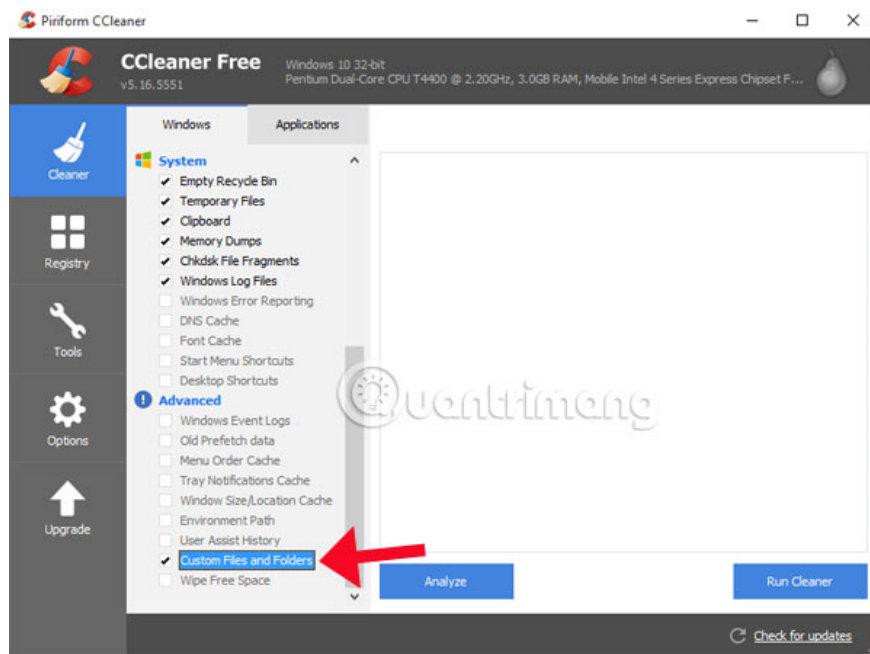 Piriform CCleaner
CCleaner Free
v5.16.5551
Windows 10 32-bit
Pentium Dual-Core CPU T4400 @ 2.20GHz, 3.0GB RAM, Mobile Intel 4 Series Express Chipset F...
Cleaner
Registry
Tools
Options
Upgrade
Windows Applications
System
Empty Recycle Bin
Temporary Files
Clipboard
Memory Dumps
Chkdsk File Fragments
Windows Log Files
Windows Error Reporting
DNS Cache
Font Cache
Start Menu Shortcuts
Desktop Shortcuts
Advanced
Windows Event Logs
Old Prefetch data
Menu Order Cache
Tray Notifications Cache
Window Size/Location Cache
Environment Path
User Assist History
Custom Files and Folders
Wipe Free Space
Quantrimang
Analyze
Run Cleaner
Check for updates